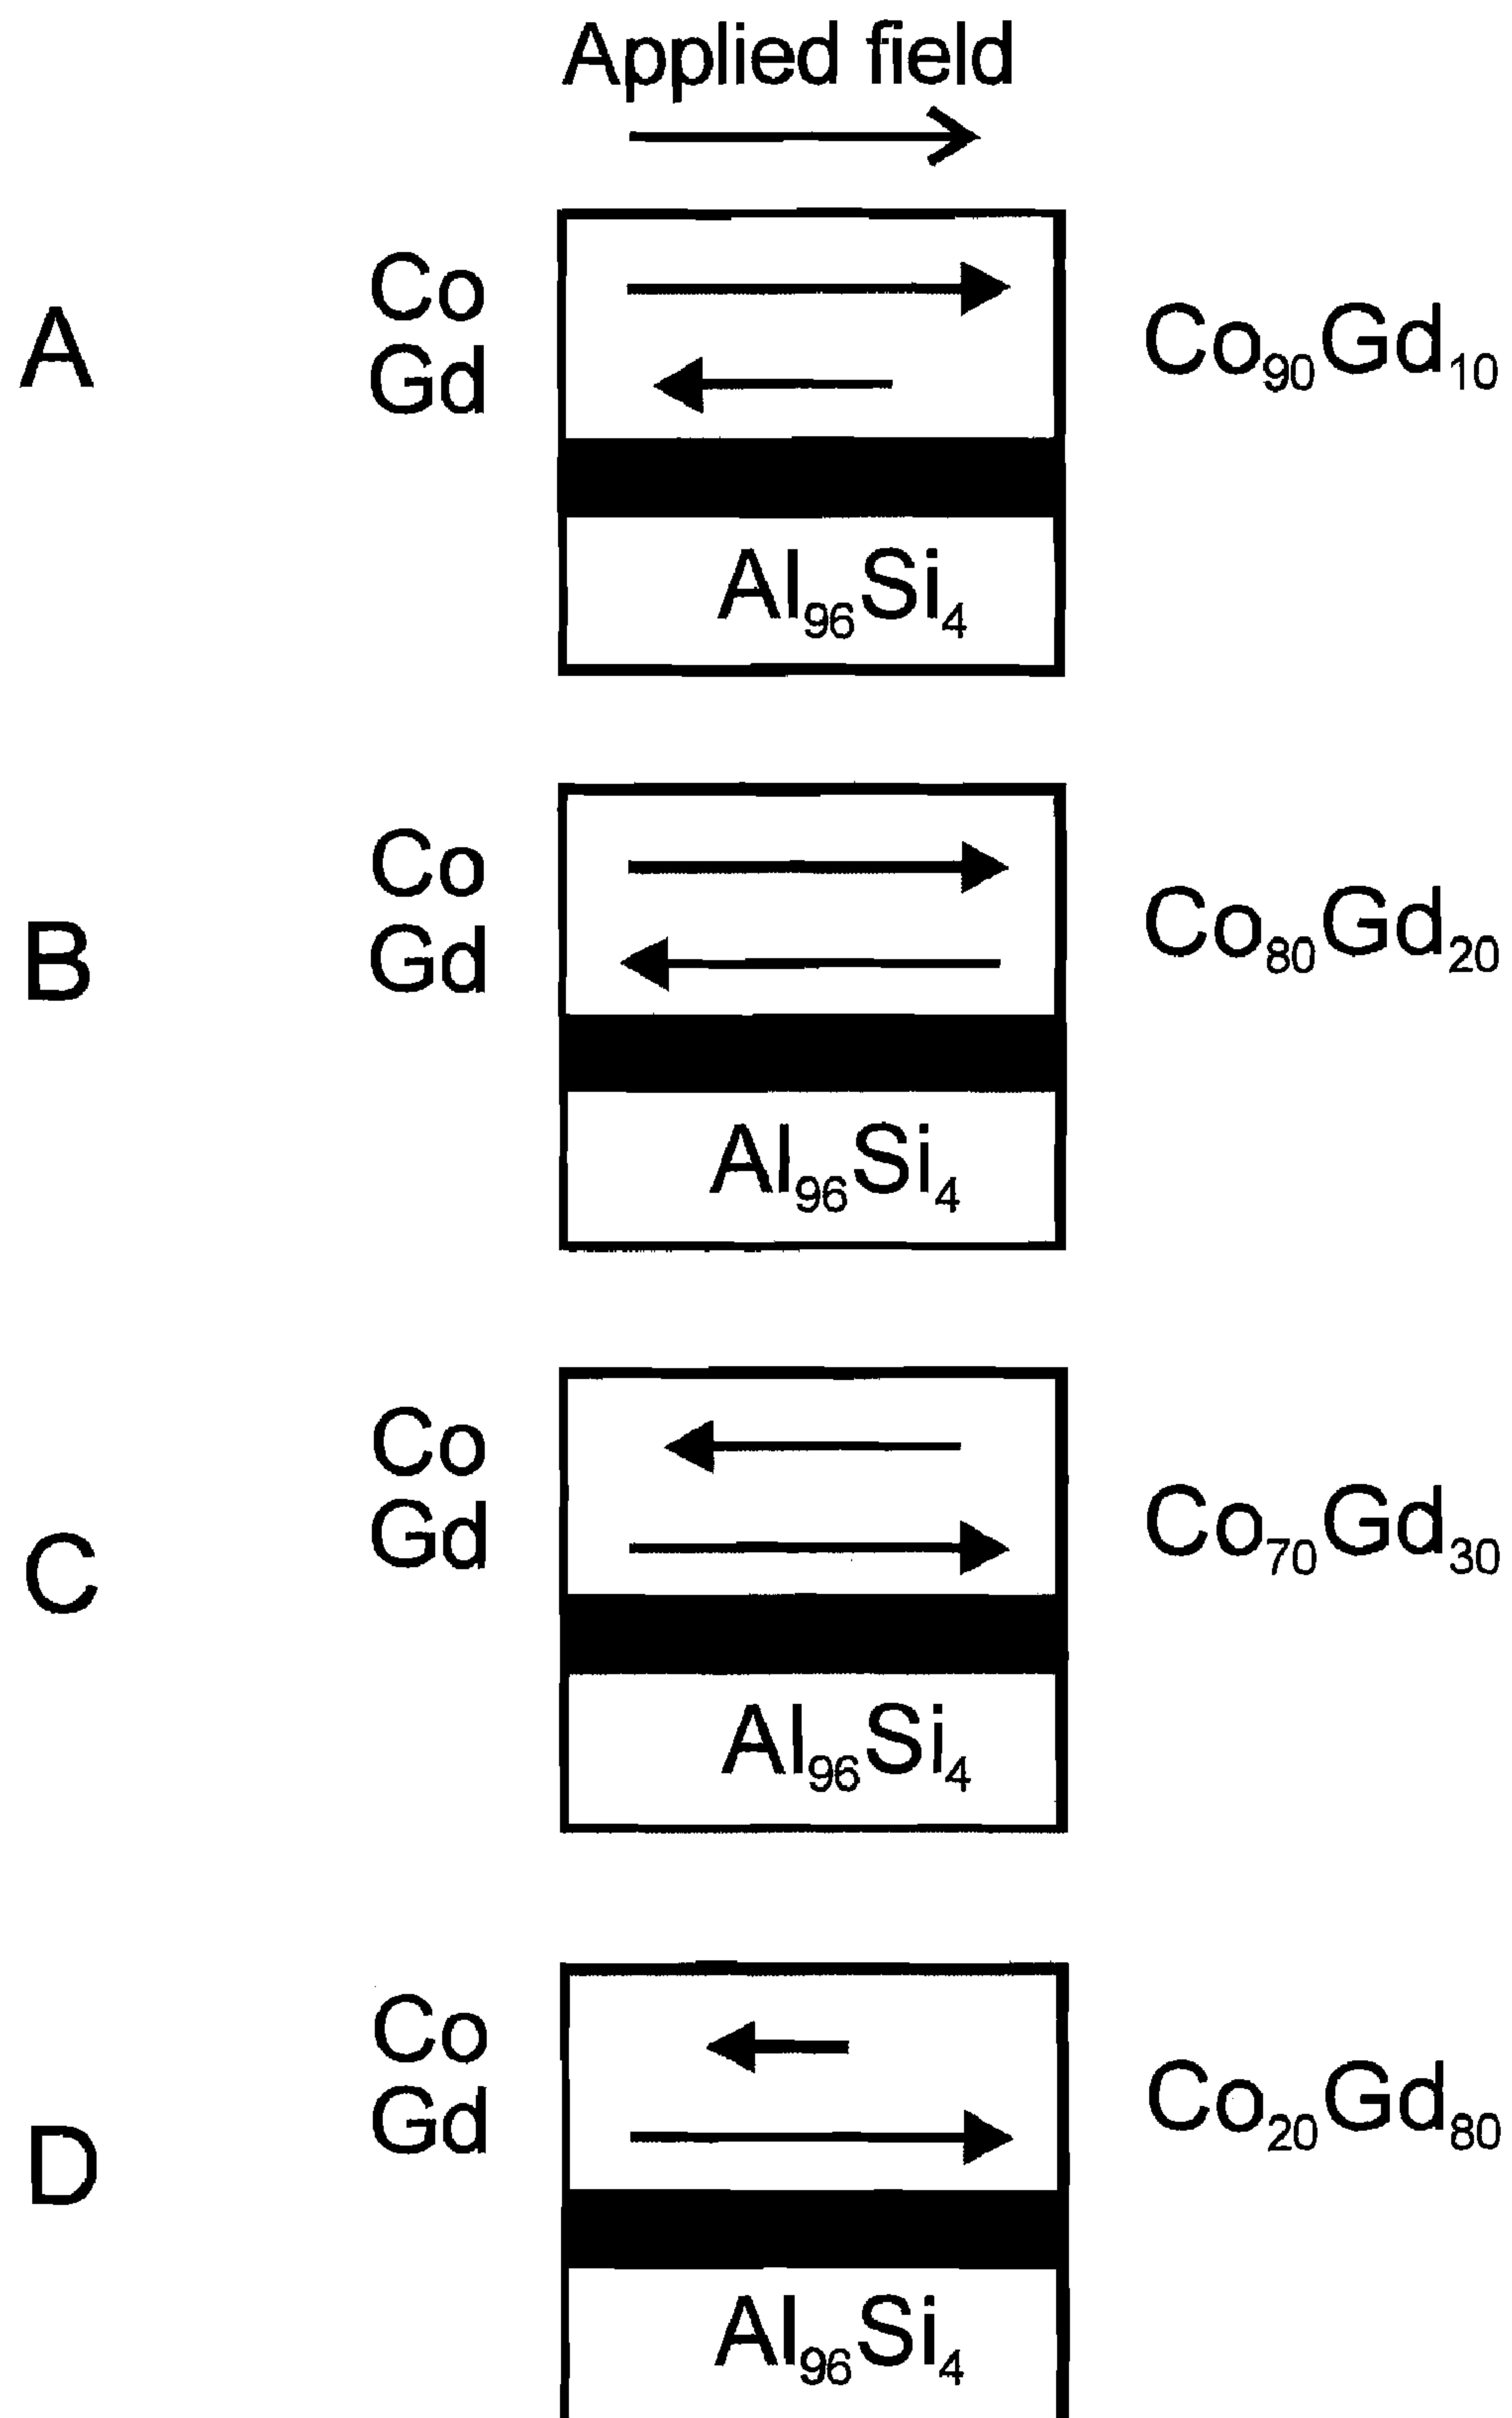 Applied field
A
Co
Gd
Co₉₀Gd₁₀
Al₉₆Si₄
B
Co
Gd
Co₈₀Gd₂₀
Al₉₆Si₄
C
Co
Gd
Co₇₀Gd₃₀
Al₉₆Si₄
D
Co
Gd
Co₂₀Gd₈₀
Al₉₆Si₄